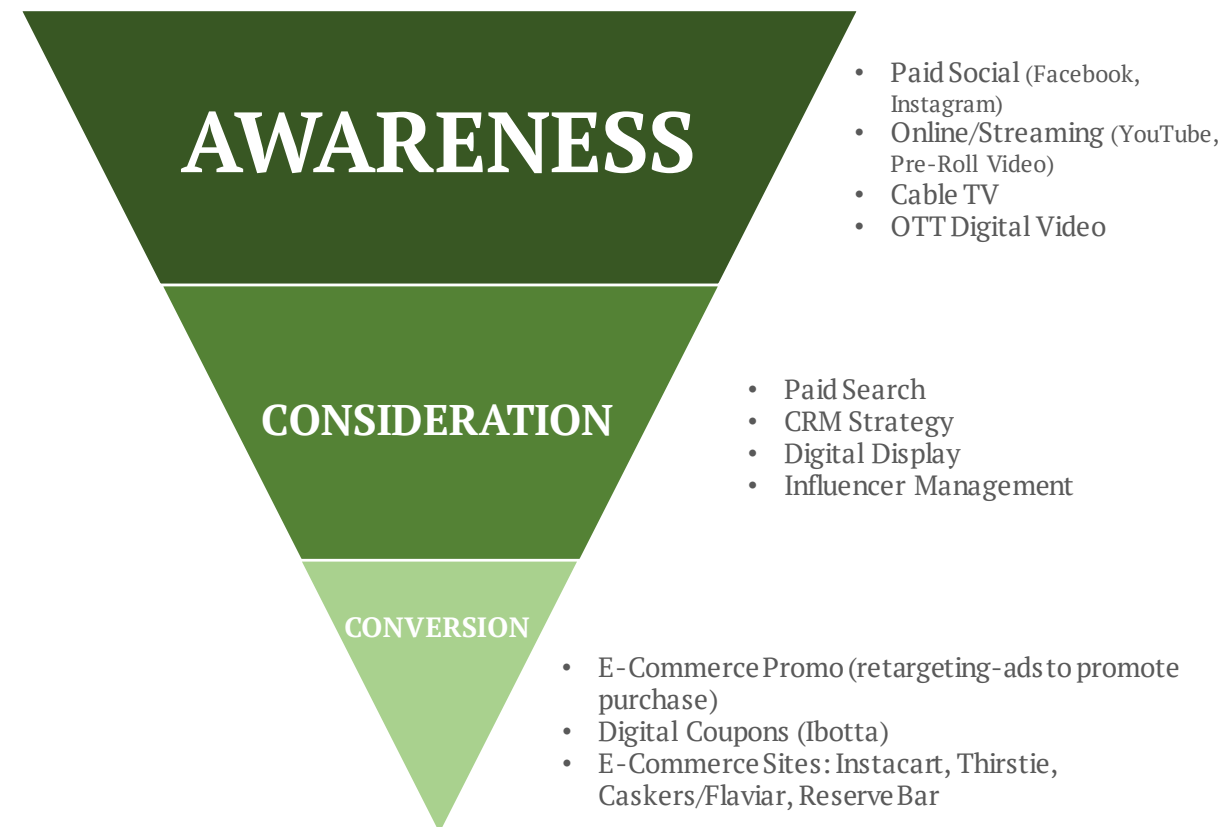 AWARENESS
• Paid Social (Facebook,
Instagram)
• Online/Streaming (YouTube,
Pre-Roll Video)
• Cable TV
• OTT Digital Video
CONSIDERATION
• Paid Search
• CRM Strategy
• Digital Display
• Influencer Management
CONVERSION
• E-Commerce Promo (retargeting-ads to promote
purchase)
• Digital Coupons (Ibotta)
• E-Commerce Sites: Instacart, Thirstie,
Caskers/Flaviar, Reserve Bar